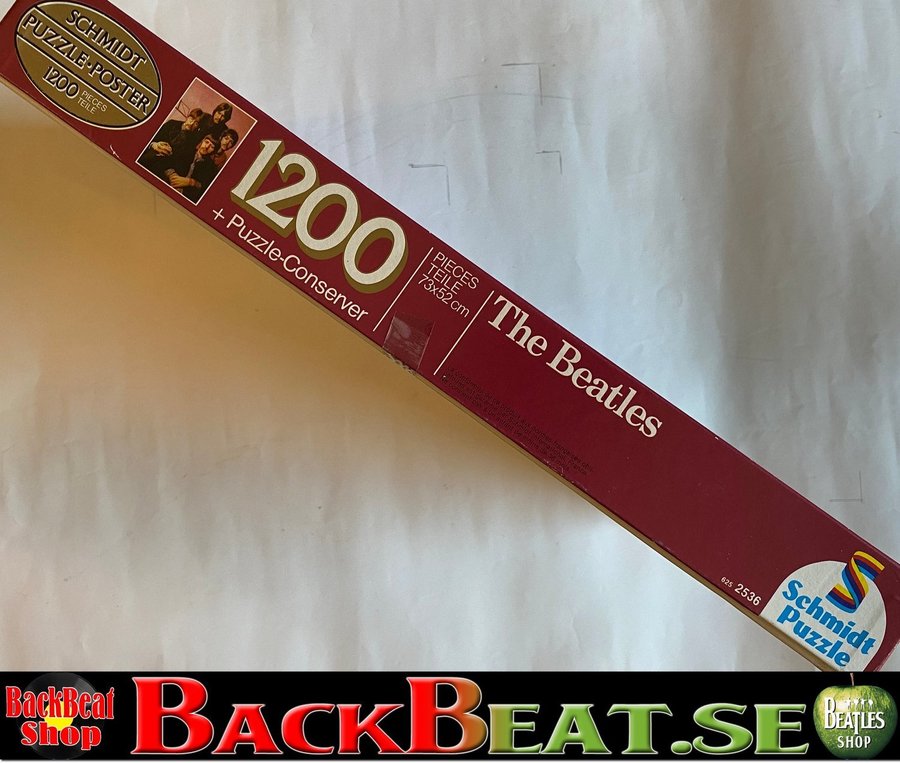 SCHMIDT
PUZZLE-POSTER
1200 PIECES
TEILE
1200
+ Puzzle-Conserver
PIECES
TEILE
73x52 cm
The Beatles
625 2536
Schmidt
Puzzle
BackBeat
Shop
BACKBEAT.SE
BEATLES
SHOP